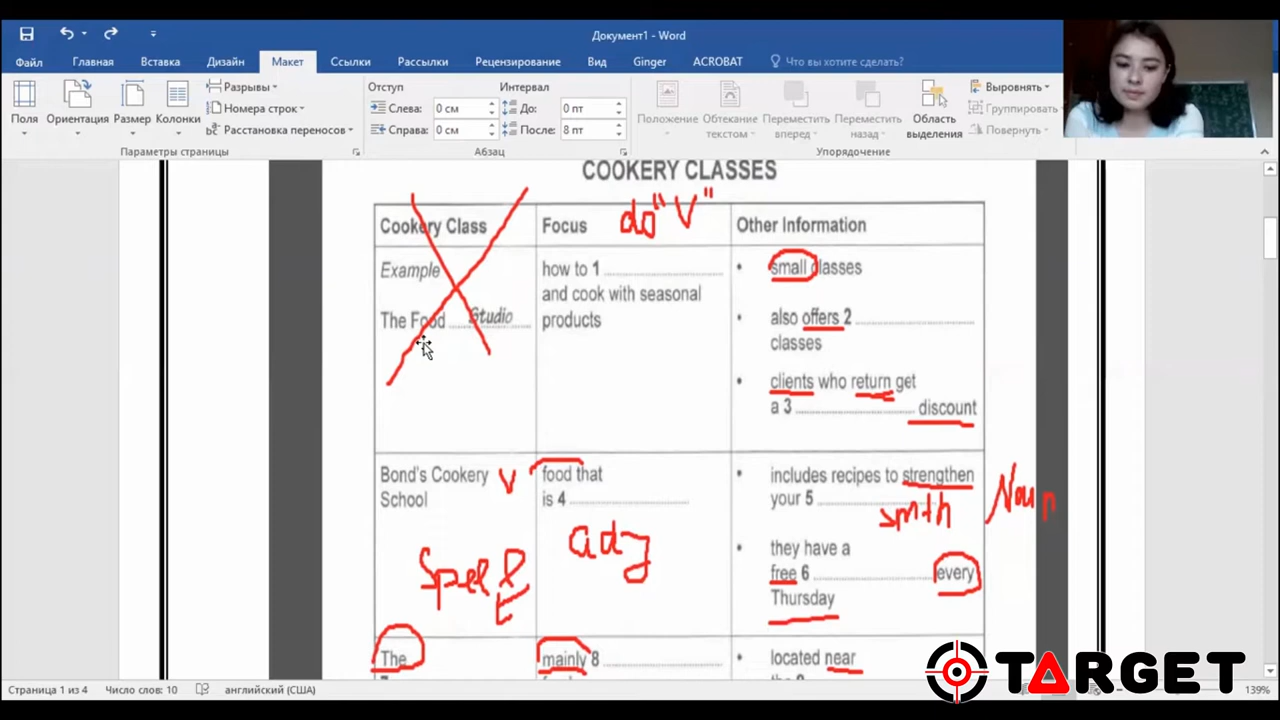 Документ1 - Word
Файл Главная Вставка Дизайн Макет Ссылки Рассылки Рецензирование Вид Ginger ACROBAT Что вы хотите сделать?
Поля
Ориентация
Размер
Колонки
Разрывы
Номера строк
Расстановка переносов
Параметры страницы
Отступ
Слева: 0 см
Справа: 0 см
Интервал
До: 0 пт
После: 8 пт
Абзац
Положение
Обтекание текстом
Переместить вперед
Переместить назад
Область выделения
Выровнять
Группировать
Повернуть
Упорядочение
COOKERY CLASSES
Cookery Class
Focus
do "V"
Other Information
Example
The Food Studio
how to 1
and cook with seasonal
products
• small classes
• also offers 2
classes
• clients who return get
a 3 discount
Bond's Cookery V
School
Spell
food that
is 4
adj
• includes recipes to strengthen
your 5
smth
Noun
• they have a
free 6 every
Thursday
The
mainly 8
• located near
TARGET
Страница 1 из 4 Число слов: 10 английский (США) 139%